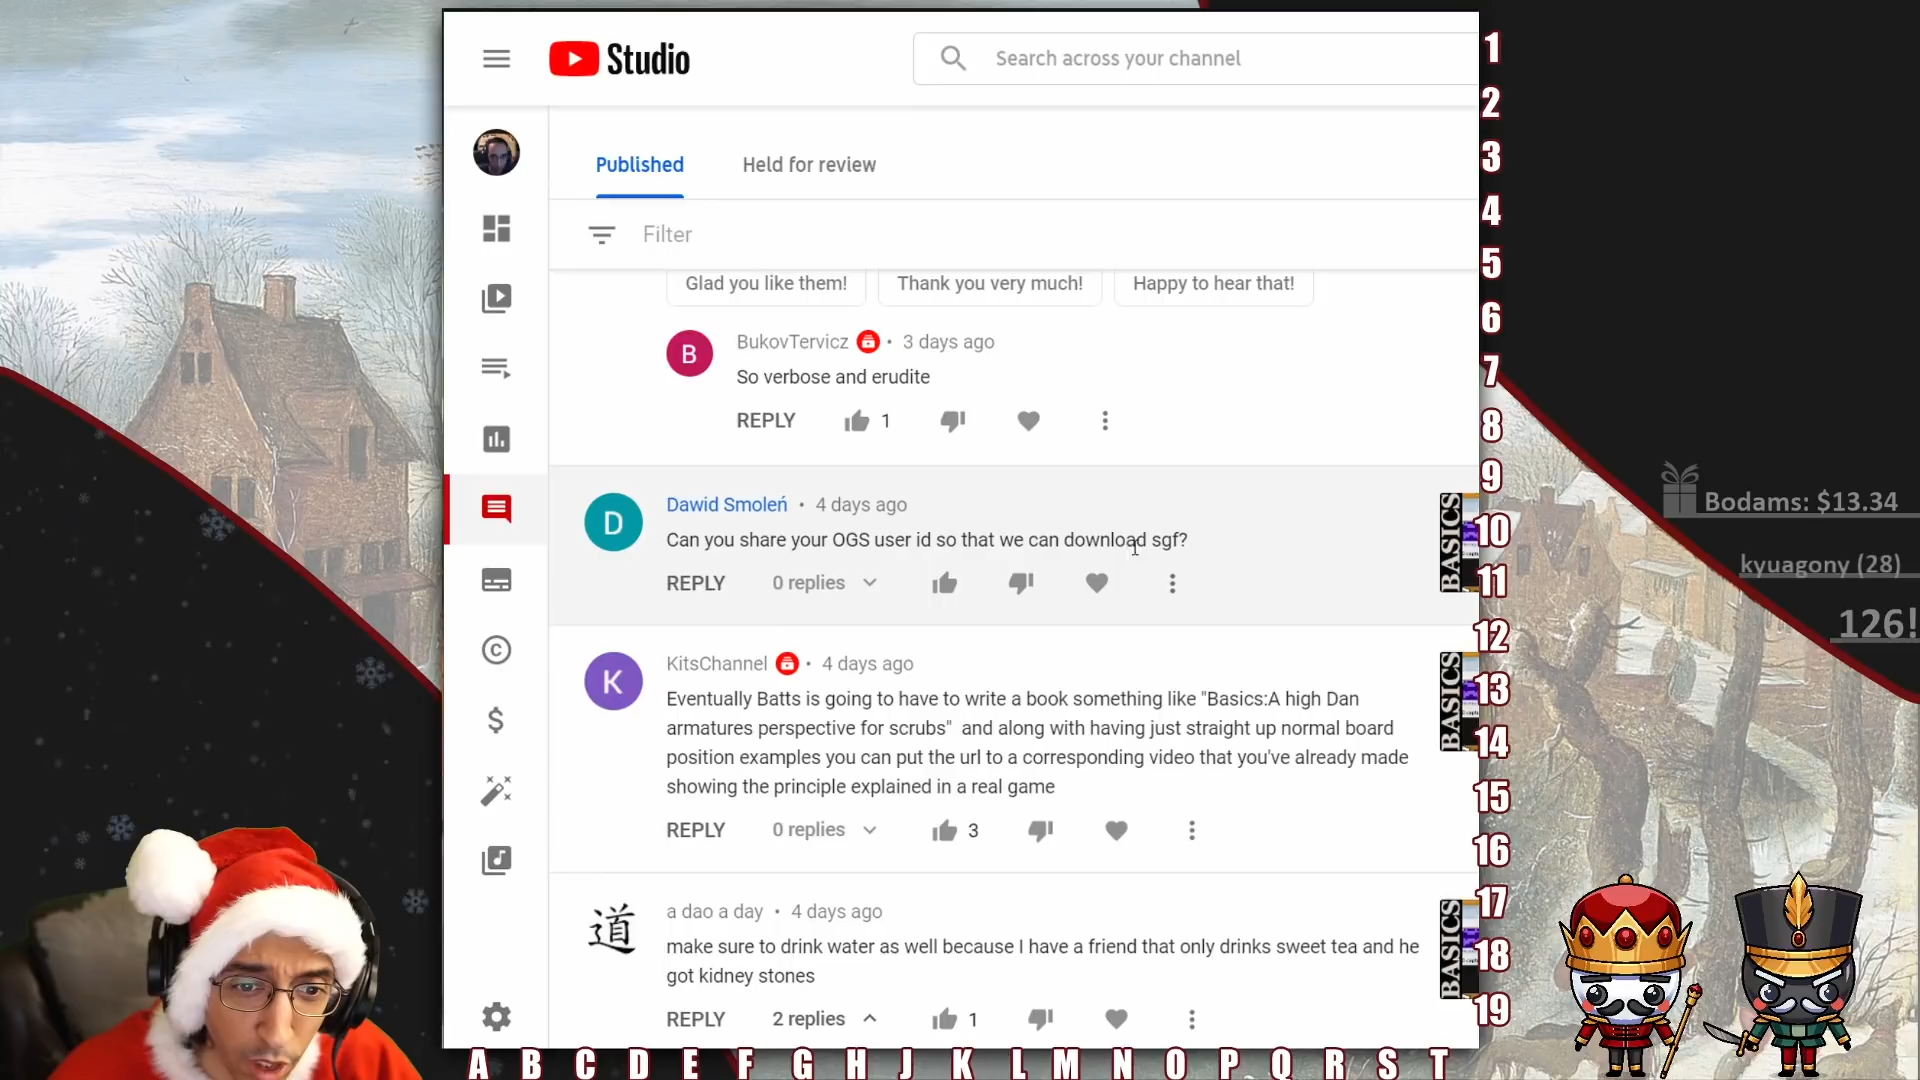 Studio
Search across your channel
Published
Held for review
Filter
Glad you like them!
Thank you very much!
Happy to hear that!
B
BukovTervicz • 3 days ago
So verbose and erudite
REPLY 1
D
Dawid Smoleń • 4 days ago
Can you share your OGS user id so that we can download sgf?
REPLY 0 replies
BASICS
K
KitsChannel • 4 days ago
Eventually Batts is going to have to write a book something like "Basics:A high Dan
armatures perspective for scrubs"  and along with having just straight up normal board
position examples you can put the url to a corresponding video that you've already made
showing the principle explained in a real game
REPLY 0 replies 3
BASICS
道
a dao a day • 4 days ago
make sure to drink water as well because I have a friend that only drinks sweet tea and he
got kidney stones
REPLY 2 replies 1
BASICS
1
2
3
4
5
6
7
8
9
10
11
12
13
14
15
16
17
18
19
Bodams: $13.34
kyuagony (28)
126!
A B C D E F G H J K L M N O P Q R S T